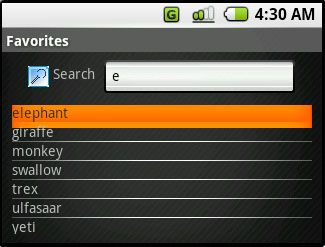 G 4:30 AM
Favorites
Search e
elephant
giraffe
monkey
swallow
trex
ulfasaar
yeti